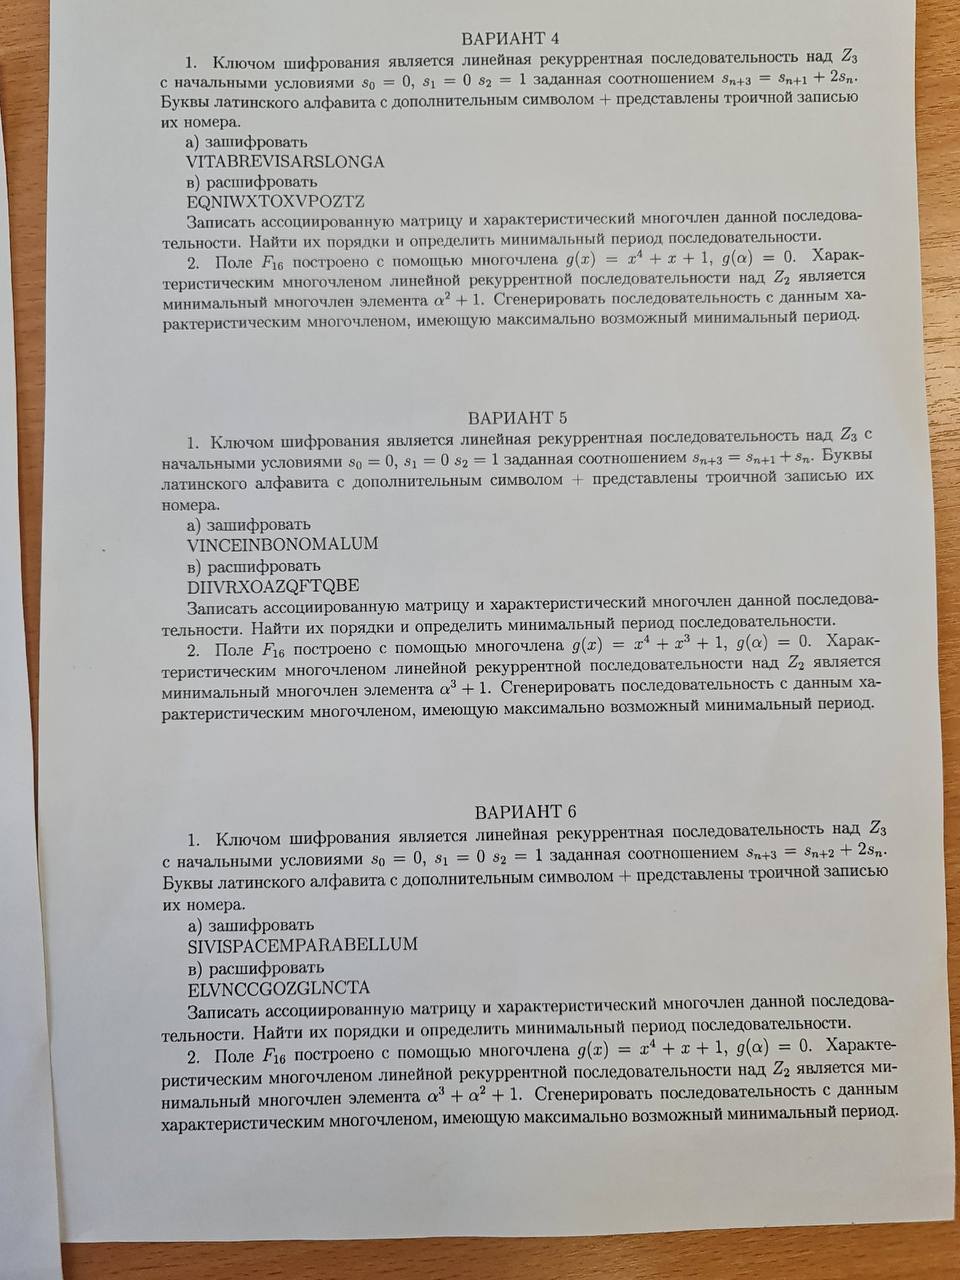 ВАРИАНТ 4
1. Ключом шифрования является линейная рекуррентная последовательность над Z₃
с начальными условиями s₀ = 0, s₁ = 0 s₂ = 1 заданная соотношением sₙ₊₃ = sₙ₊₁ + 2sₙ.
Буквы латинского алфавита с дополнительным символом + представлены троичной записью
их номера.
а) зашифровать
VITABREVISARSLONGA
в) расшифровать
EQNIWXTOXVPOZTZ
Записать ассоциированную матрицу и характеристический многочлен данной последова-
тельности. Найти их порядки и определить минимальный период последовательности.
2. Поле F₁₆ построено с помощью многочлена g(x) = x⁴ + x + 1, g(α) = 0. Харак-
теристическим многочленом линейной рекуррентной последовательности над Z₂ является
минимальный многочлен элемента α² + 1. Сгенерировать последовательность с данным ха-
рактеристическим многочленом, имеющую максимально возможный минимальный период.
ВАРИАНТ 5
1. Ключом шифрования является линейная рекуррентная последовательность над Z₃ с
начальными условиями s₀ = 0, s₁ = 0 s₂ = 1 заданная соотношением sₙ₊₃ = sₙ₊₁ + sₙ. Буквы
латинского алфавита с дополнительным символом + представлены троичной записью их
номера.
а) зашифровать
VINCEINBONOMALUM
в) расшифровать
DIIVRXOAZQFTQBE
Записать ассоциированную матрицу и характеристический многочлен данной последова-
тельности. Найти их порядки и определить минимальный период последовательности.
2. Поле F₁₆ построено с помощью многочлена g(x) = x⁴ + x³ + 1, g(α) = 0. Харак-
теристическим многочленом линейной рекуррентной последовательности над Z₂ является
минимальный многочлен элемента α³ + 1. Сгенерировать последовательность с данным ха-
рактеристическим многочленом, имеющую максимально возможный минимальный период.
ВАРИАНТ 6
1. Ключом шифрования является линейная рекуррентная последовательность над Z₃
с начальными условиями s₀ = 0, s₁ = 0 s₂ = 1 заданная соотношением sₙ₊₃ = sₙ₊₂ + 2sₙ.
Буквы латинского алфавита с дополнительным символом + представлены троичной записью
их номера.
а) зашифровать
SIVISPACEMPARABELLUM
в) расшифровать
ELVNCCGOZGLNCTA
Записать ассоциированную матрицу и характеристический многочлен данной последова-
тельности. Найти их порядки и определить минимальный период последовательности.
2. Поле F₁₆ построено с помощью многочлена g(x) = x⁴ + x + 1, g(α) = 0. Характе-
ристическим многочленом линейной рекуррентной последовательности над Z₂ является ми-
нимальный многочлен элемента α³ + α² + 1. Сгенерировать последовательность с данным
характеристическим многочленом, имеющую максимально возможный минимальный период.